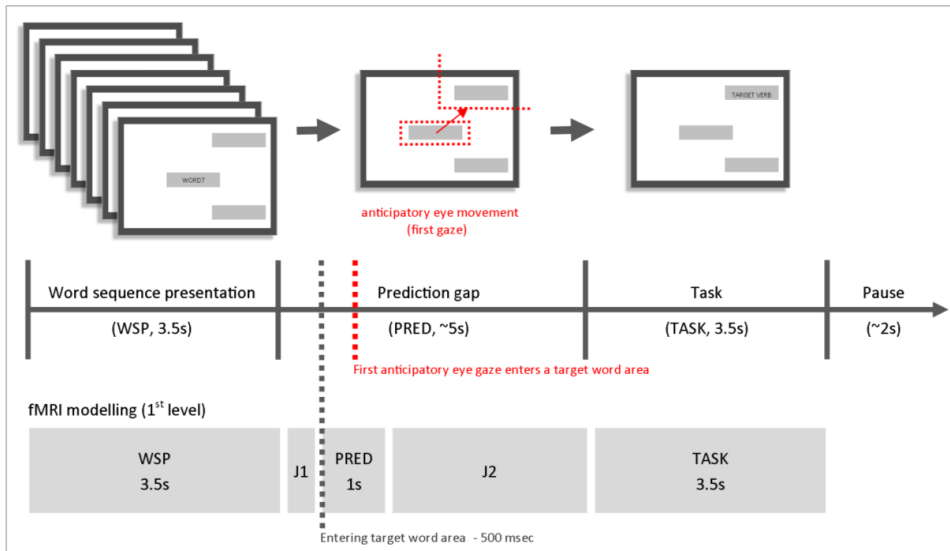 WORD7
TARGET VERB
anticipatory eye movement
(first gaze)
Word sequence presentation
(WSP, 3.5s)
Prediction gap
(PRED, ~5s)
Task
(TASK, 3.5s)
Pause
(~2s)
First anticipatory eye gaze enters a target word area
fMRI modelling (1st level)
WSP
3.5s
J1
PRED
1s
J2
TASK
3.5s
Entering target word area - 500 msec